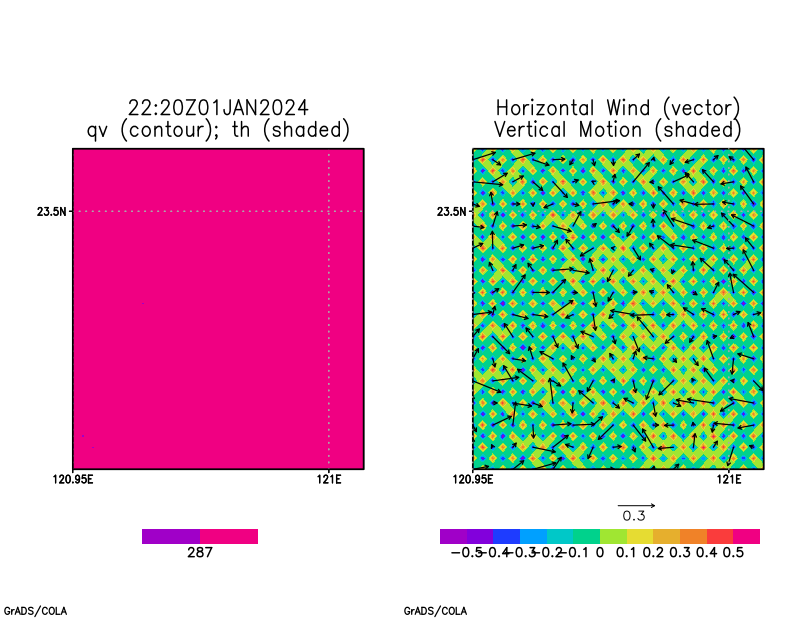 22:20Z01JAN2024
qv (contour); th (shaded)
23.5N
120.95E 121E
287
GrADS/COLA
Horizontal Wind (vector)
Vertical Motion (shaded)
23.5N
120.95E 121E
0.3
-0.5 -0.4 -0.3 -0.2 -0.1 0 0.1 0.2 0.3 0.4 0.5
GrADS/COLA